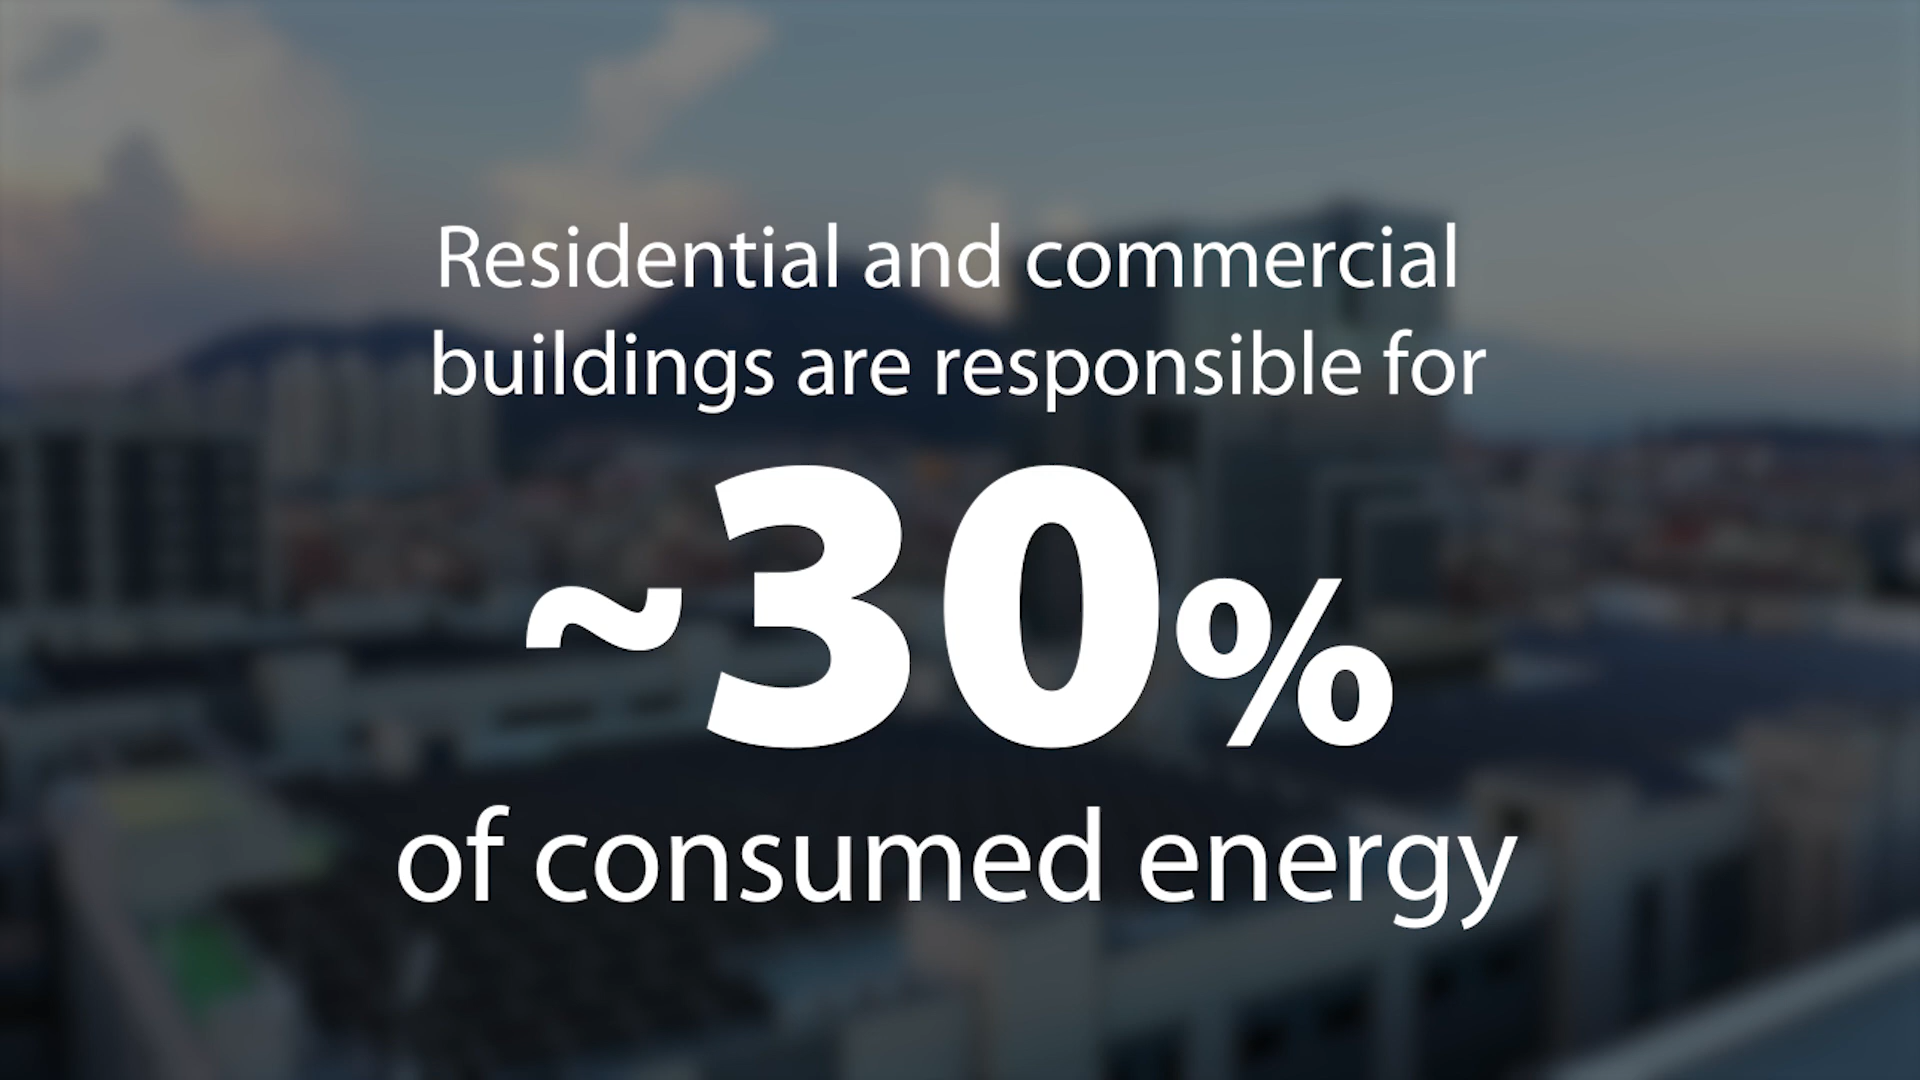 Residential and commercial
buildings are responsible for
~30%
of consumed energy